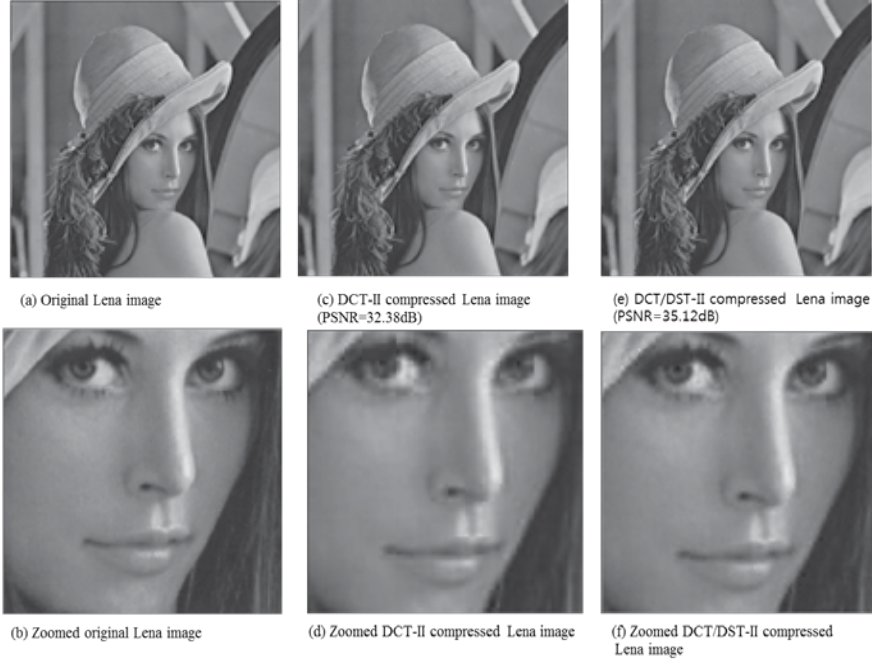 (a) Original Lena image
(c) DCT-II compressed Lena image
(PSNR=32.38dB)
(e) DCT/DST-II compressed Lena image
(PSNR=35.12dB)
(b) Zoomed original Lena image
(d) Zoomed DCT-II compressed Lena image
(f) Zoomed DCT/DST-II compressed
Lena image